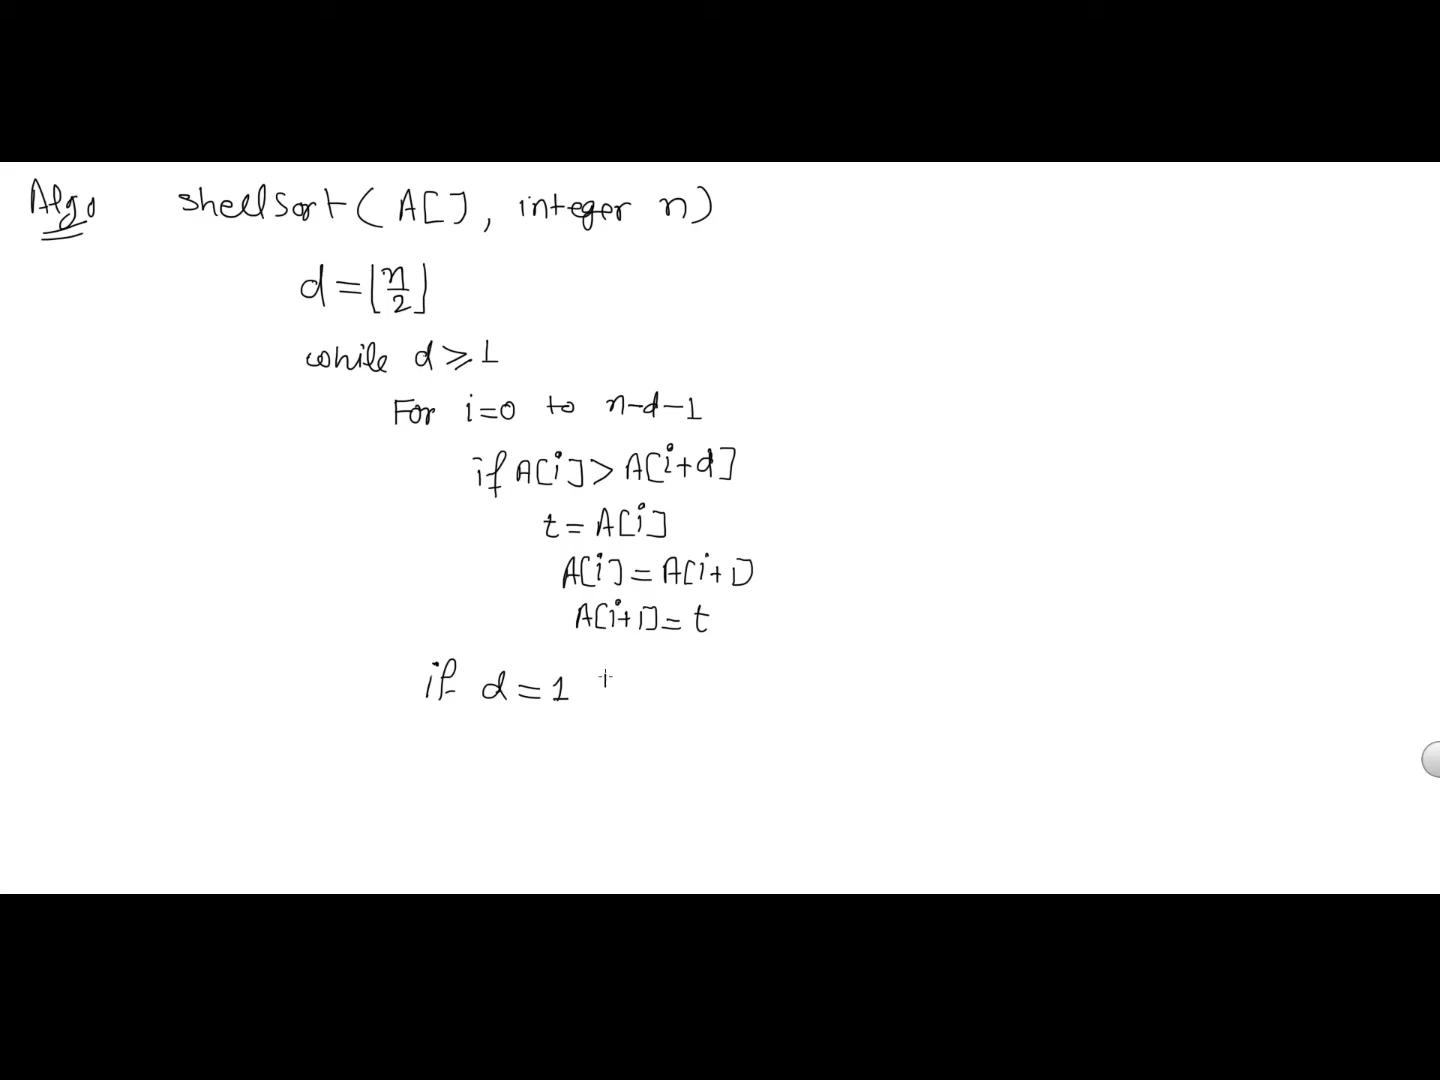 Algo shellSort(A[], integer n)
d=⌊n/2⌋
while d≥1
For i=0 to n-d-1
if A[i]>A[i+d]
t=A[i]
A[i]=A[i+1]
A[i+1]=t
if d=1